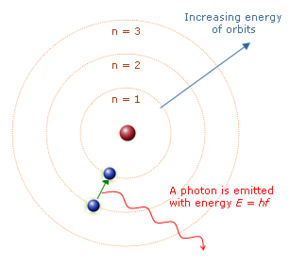 Increasing energy
of orbits
n = 3
n = 2
n = 1
A photon is emitted
with energy E = hf